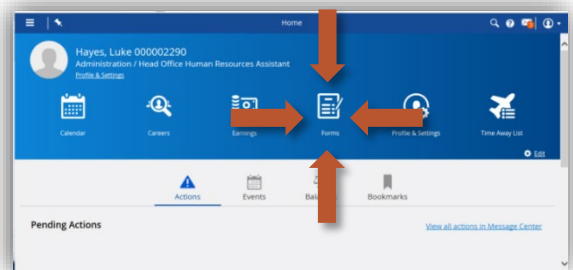 Home
Hayes, Luke 000002290
Administration / Head Office Human Resources Assistant
Profile & Settings
Calendar
Careers
Earnings
Forms
Profile & Settings
Time Away List
Edit
Actions
Events
Bookmarks
Pending Actions
View all actions in Message Center